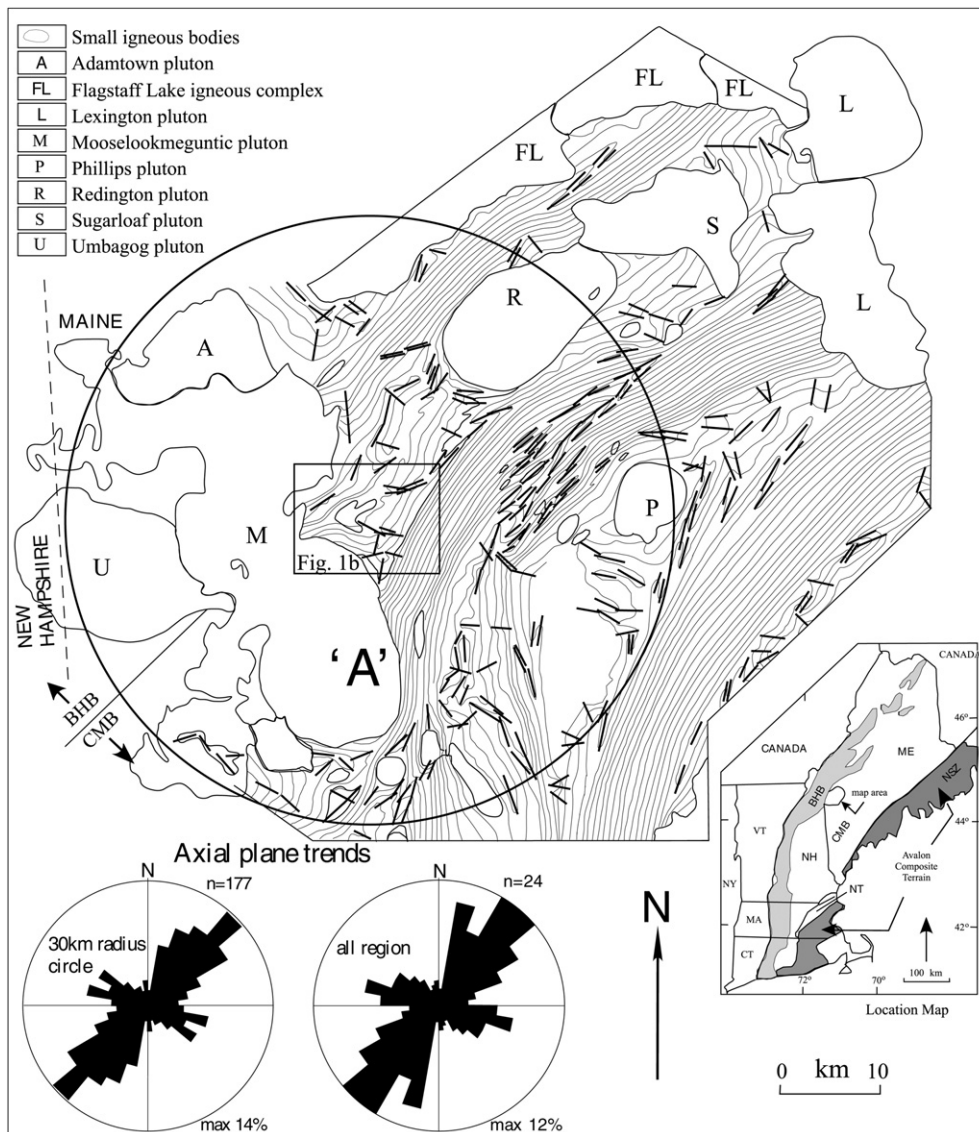 Small igneous bodies
A Adamtown pluton
FL Flagstaff Lake igneous complex
L Lexington pluton
M Mooselookmeguntic pluton
P Phillips pluton
R Redington pluton
S Sugarloaf pluton
U Umbagog pluton
FL
FL
L
FL
S
R
L
MAINE
A
P
M
Fig. 1b
U
NEW
HAMPSHIRE
'A'
BHB
CMB
CANADA
CANADA
ME
NSZ
BHB
map area
CMB
44°
VT
NH
Avalon
Composite
Terrain
NY
NT
MA
42°
CT
72°
70°
100 km
Location Map
Axial plane trends
N
n=177
30km radius
circle
max 14%
N
n=24
all region
max 12%
N
0 km 10